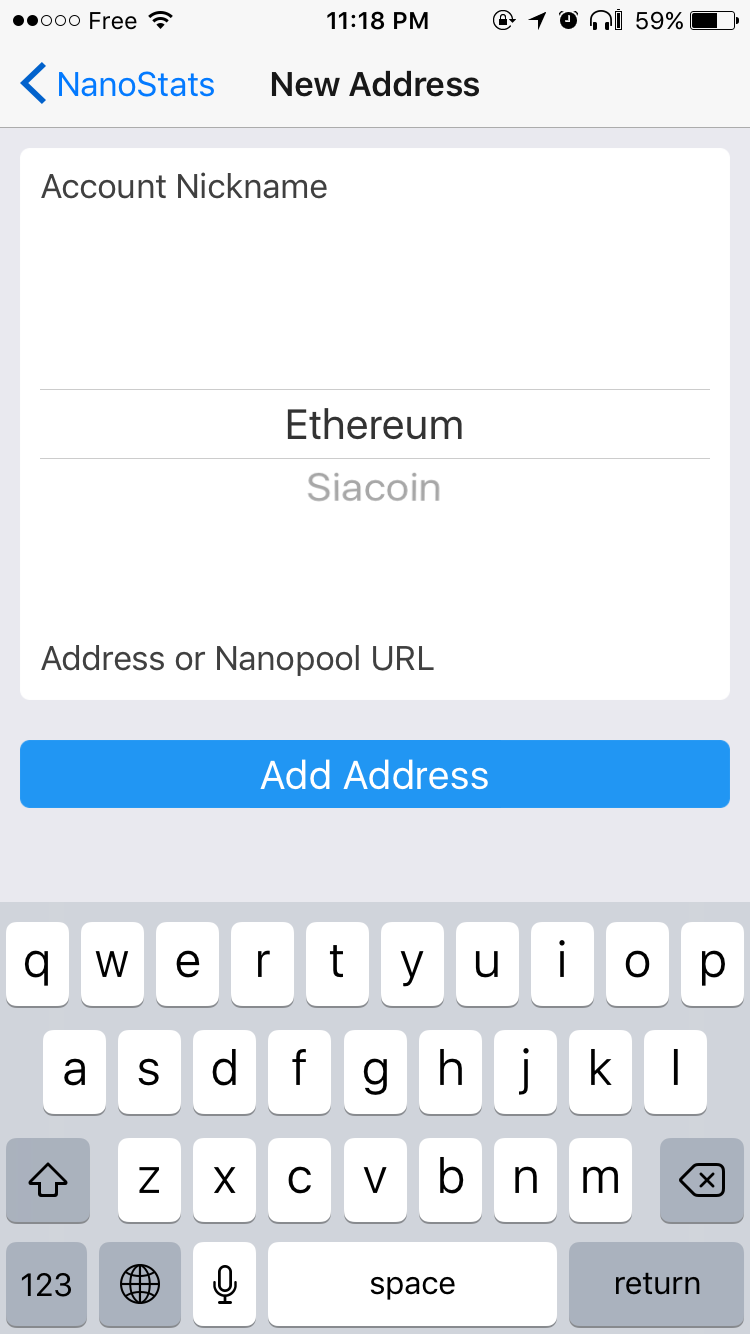 Free 11:18 PM 59%
NanoStats New Address
Account Nickname
Ethereum
Siacoin
Address or Nanopool URL
Add Address
q w e r t y u i o p
a s d f g h j k l
z x c v b n m
123 space return